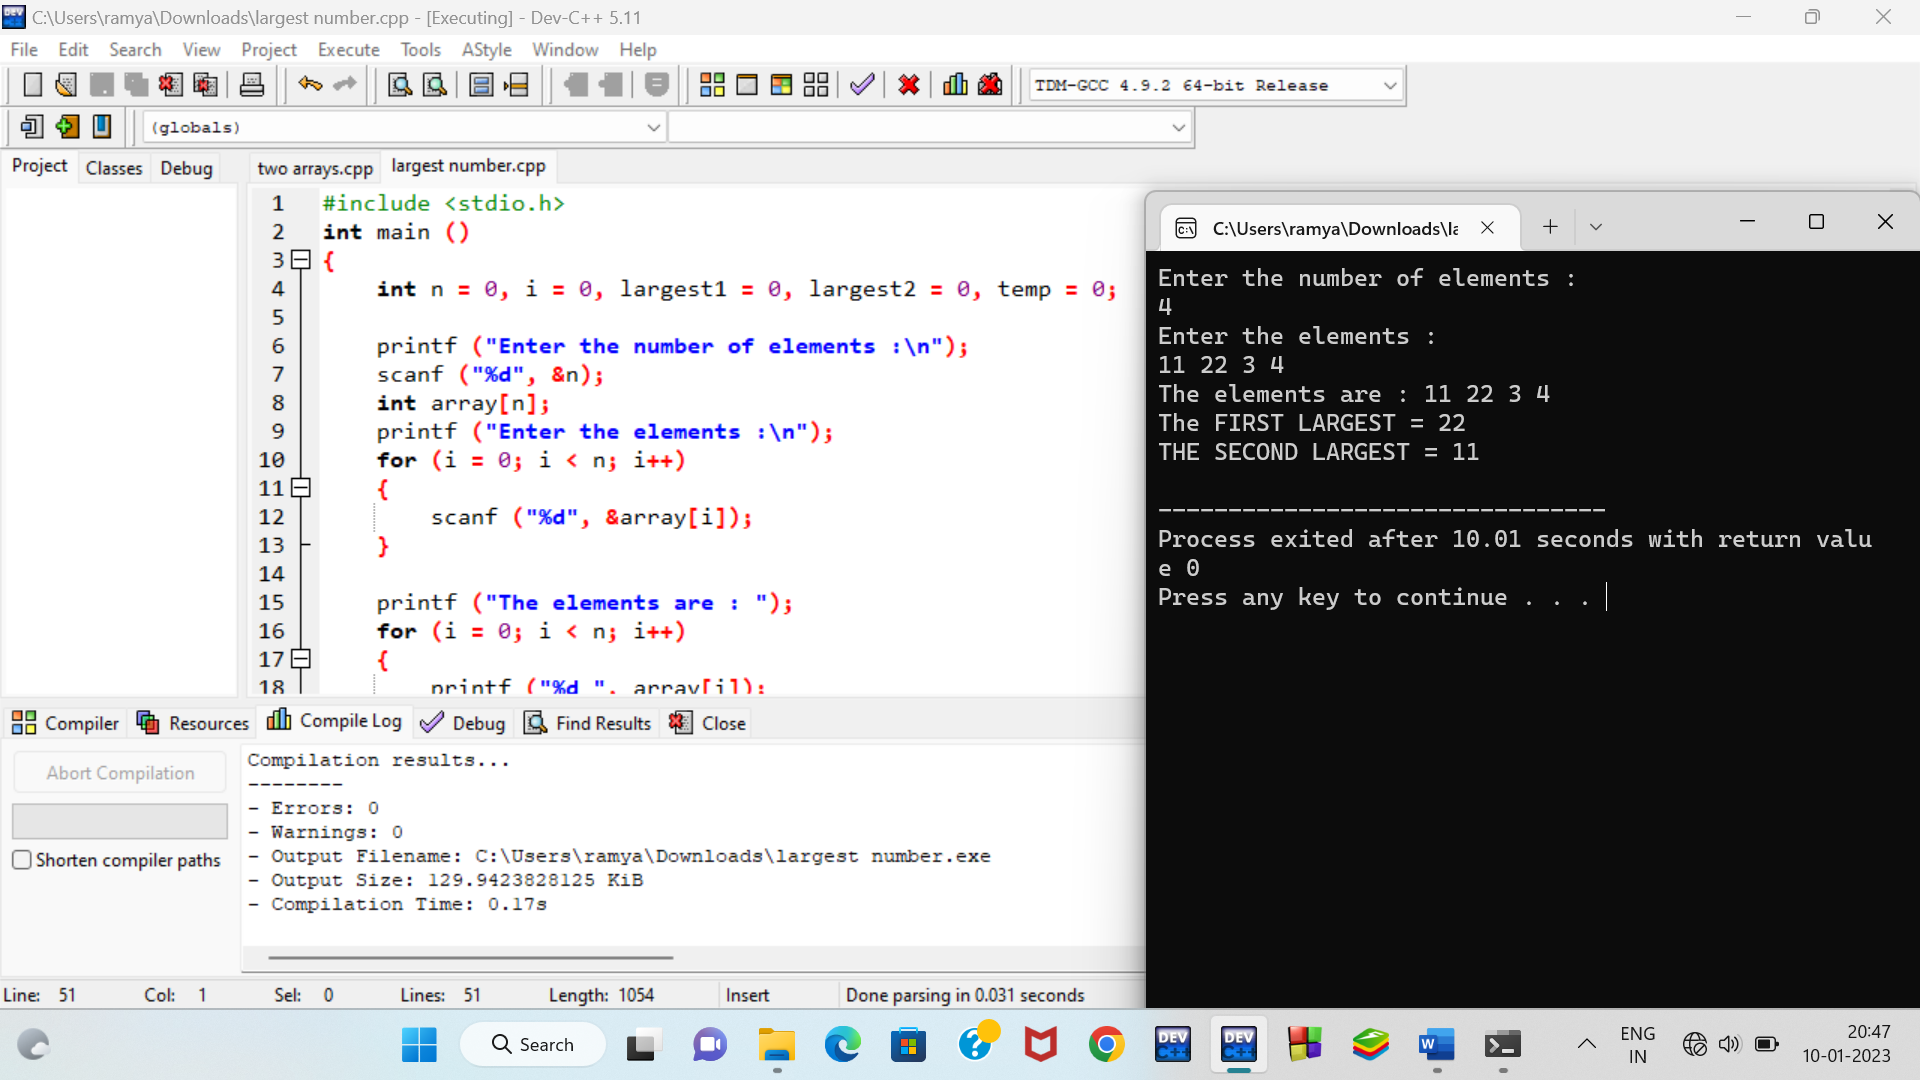 C:\Users\ramya\Downloads\largest number.cpp - [Executing] - Dev-C++ 5.11
File Edit Search View Project Execute Tools AStyle Window Help
TDM-GCC 4.9.2 64-bit Release
(globals)
Project Classes Debug
two arrays.cpp largest number.cpp
1 #include <stdio.h>
2 int main ()
3 {
4 int n = 0, i = 0, largest1 = 0, largest2 = 0, temp = 0;
5
6 printf ("Enter the number of elements :\n");
7 scanf ("%d", &n);
8 int array[n];
9 printf ("Enter the elements :\n");
10 for (i = 0; i < n; i++)
11 {
12 scanf ("%d", &array[i]);
13 }
14
15 printf ("The elements are : ");
16 for (i = 0; i < n; i++)
17 {
18 printf ("%d ", array[i]);
C:\Users\ramya\Downloads\la
Enter the number of elements :
4
Enter the elements :
11 22 3 4
The elements are : 11 22 3 4
The FIRST LARGEST = 22
THE SECOND LARGEST = 11
--------------------------------
Process exited after 10.01 seconds with return valu
e 0
Press any key to continue . . .
Compiler Resources Compile Log Debug Find Results Close
Abort Compilation
Shorten compiler paths
Compilation results...
--------
- Errors: 0
- Warnings: 0
- Output Filename: C:\Users\ramya\Downloads\largest number.exe
- Output Size: 129.9423828125 KiB
- Compilation Time: 0.17s
Line: 51 Col: 1 Sel: 0 Lines: 51 Length: 1054 Insert Done parsing in 0.031 seconds
Search
DEV C++
DEV C++
W
ENG
IN
20:47
10-01-2023